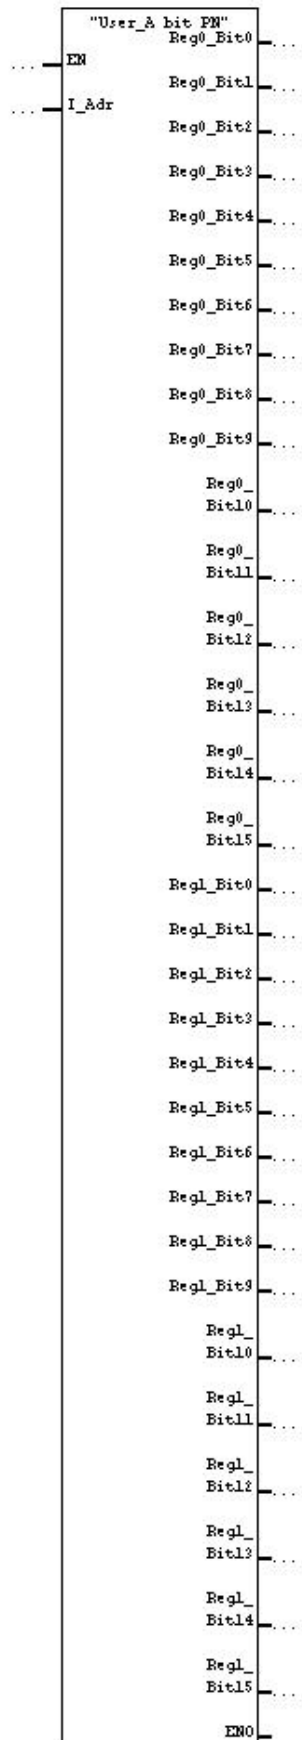 "User_A bit PN"
Reg0_Bit0
... EN
Reg0_Bit1
... I_Adr
Reg0_Bit2
Reg0_Bit3
Reg0_Bit4
Reg0_Bit5
Reg0_Bit6
Reg0_Bit7
Reg0_Bit8
Reg0_Bit9
Reg0_
Bit10
Reg0_
Bit11
Reg0_
Bit12
Reg0_
Bit13
Reg0_
Bit14
Reg0_
Bit15
Reg1_Bit0
Reg1_Bit1
Reg1_Bit2
Reg1_Bit3
Reg1_Bit4
Reg1_Bit5
Reg1_Bit6
Reg1_Bit7
Reg1_Bit8
Reg1_Bit9
Reg1_
Bit10
Reg1_
Bit11
Reg1_
Bit12
Reg1_
Bit13
Reg1_
Bit14
Reg1_
Bit15
ENO